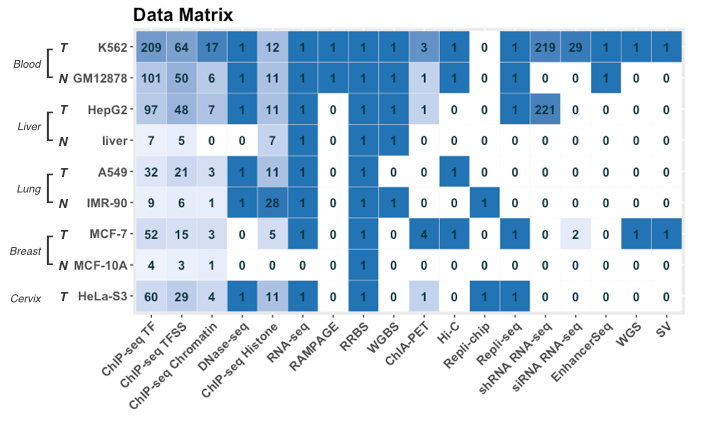 Data Matrix
Blood T K562 209 64 17 1 12 1 1 1 1 3 1 0 1 219 29 1 1 1
N GM12878 101 50 6 1 11 1 1 1 1 1 1 0 1 0 0 1 0 0
Liver T HepG2 97 48 7 1 11 1 0 1 1 1 0 0 1 221 0 0 0 0
N liver 7 5 0 0 7 1 0 1 1 0 0 0 0 0 0 0 0 0
Lung T A549 32 21 3 1 11 1 0 1 0 0 1 0 0 0 0 0 0 0
N IMR-90 9 6 1 1 28 1 0 1 1 0 0 1 0 0 0 0 0 0
Breast T MCF-7 52 15 3 0 5 1 0 1 0 4 1 0 1 0 2 0 1 1
N MCF-10A 4 3 1 0 0 0 0 1 0 0 0 0 0 0 0 0 0 0
Cervix T HeLa-S3 60 29 4 1 11 1 0 1 0 1 0 1 1 0 0 0 0 0
ChIP-seq TF
ChIP-seq TFSS
ChIP-seq Chromatin
DNase-seq
ChIP-seq Histone
RNA-seq
RAMPAGE
RRBS
WGBS
ChIA-PET
Hi-C
Repli-chip
Repli-seq
shRNA RNA-seq
siRNA RNA-seq
EnhancerSeq
WGS
SV